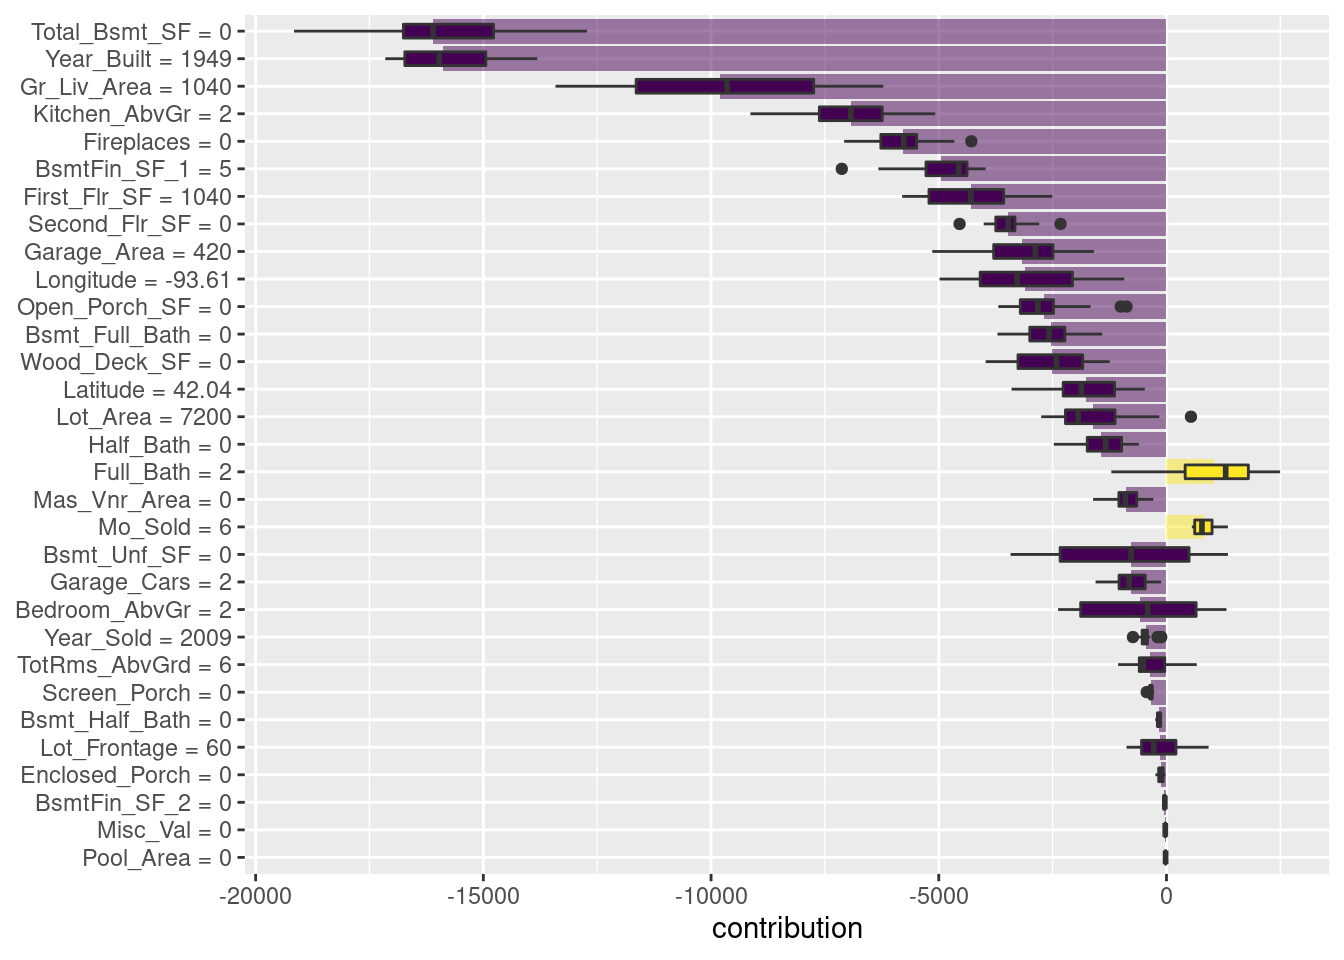 Total_Bsmt_SF = 0
Year_Built = 1949
Gr_Liv_Area = 1040
Kitchen_AbvGr = 2
Fireplaces = 0
BsmtFin_SF_1 = 5
First_Flr_SF = 1040
Second_Flr_SF = 0
Garage_Area = 420
Longitude = -93.61
Open_Porch_SF = 0
Bsmt_Full_Bath = 0
Wood_Deck_SF = 0
Latitude = 42.04
Lot_Area = 7200
Half_Bath = 0
Full_Bath = 2
Mas_Vnr_Area = 0
Mo_Sold = 6
Bsmt_Unf_SF = 0
Garage_Cars = 2
Bedroom_AbvGr = 2
Year_Sold = 2009
TotRms_AbvGrd = 6
Screen_Porch = 0
Bsmt_Half_Bath = 0
Lot_Frontage = 60
Enclosed_Porch = 0
BsmtFin_SF_2 = 0
Misc_Val = 0
Pool_Area = 0
-20000 -15000 -10000 -5000 0
contribution